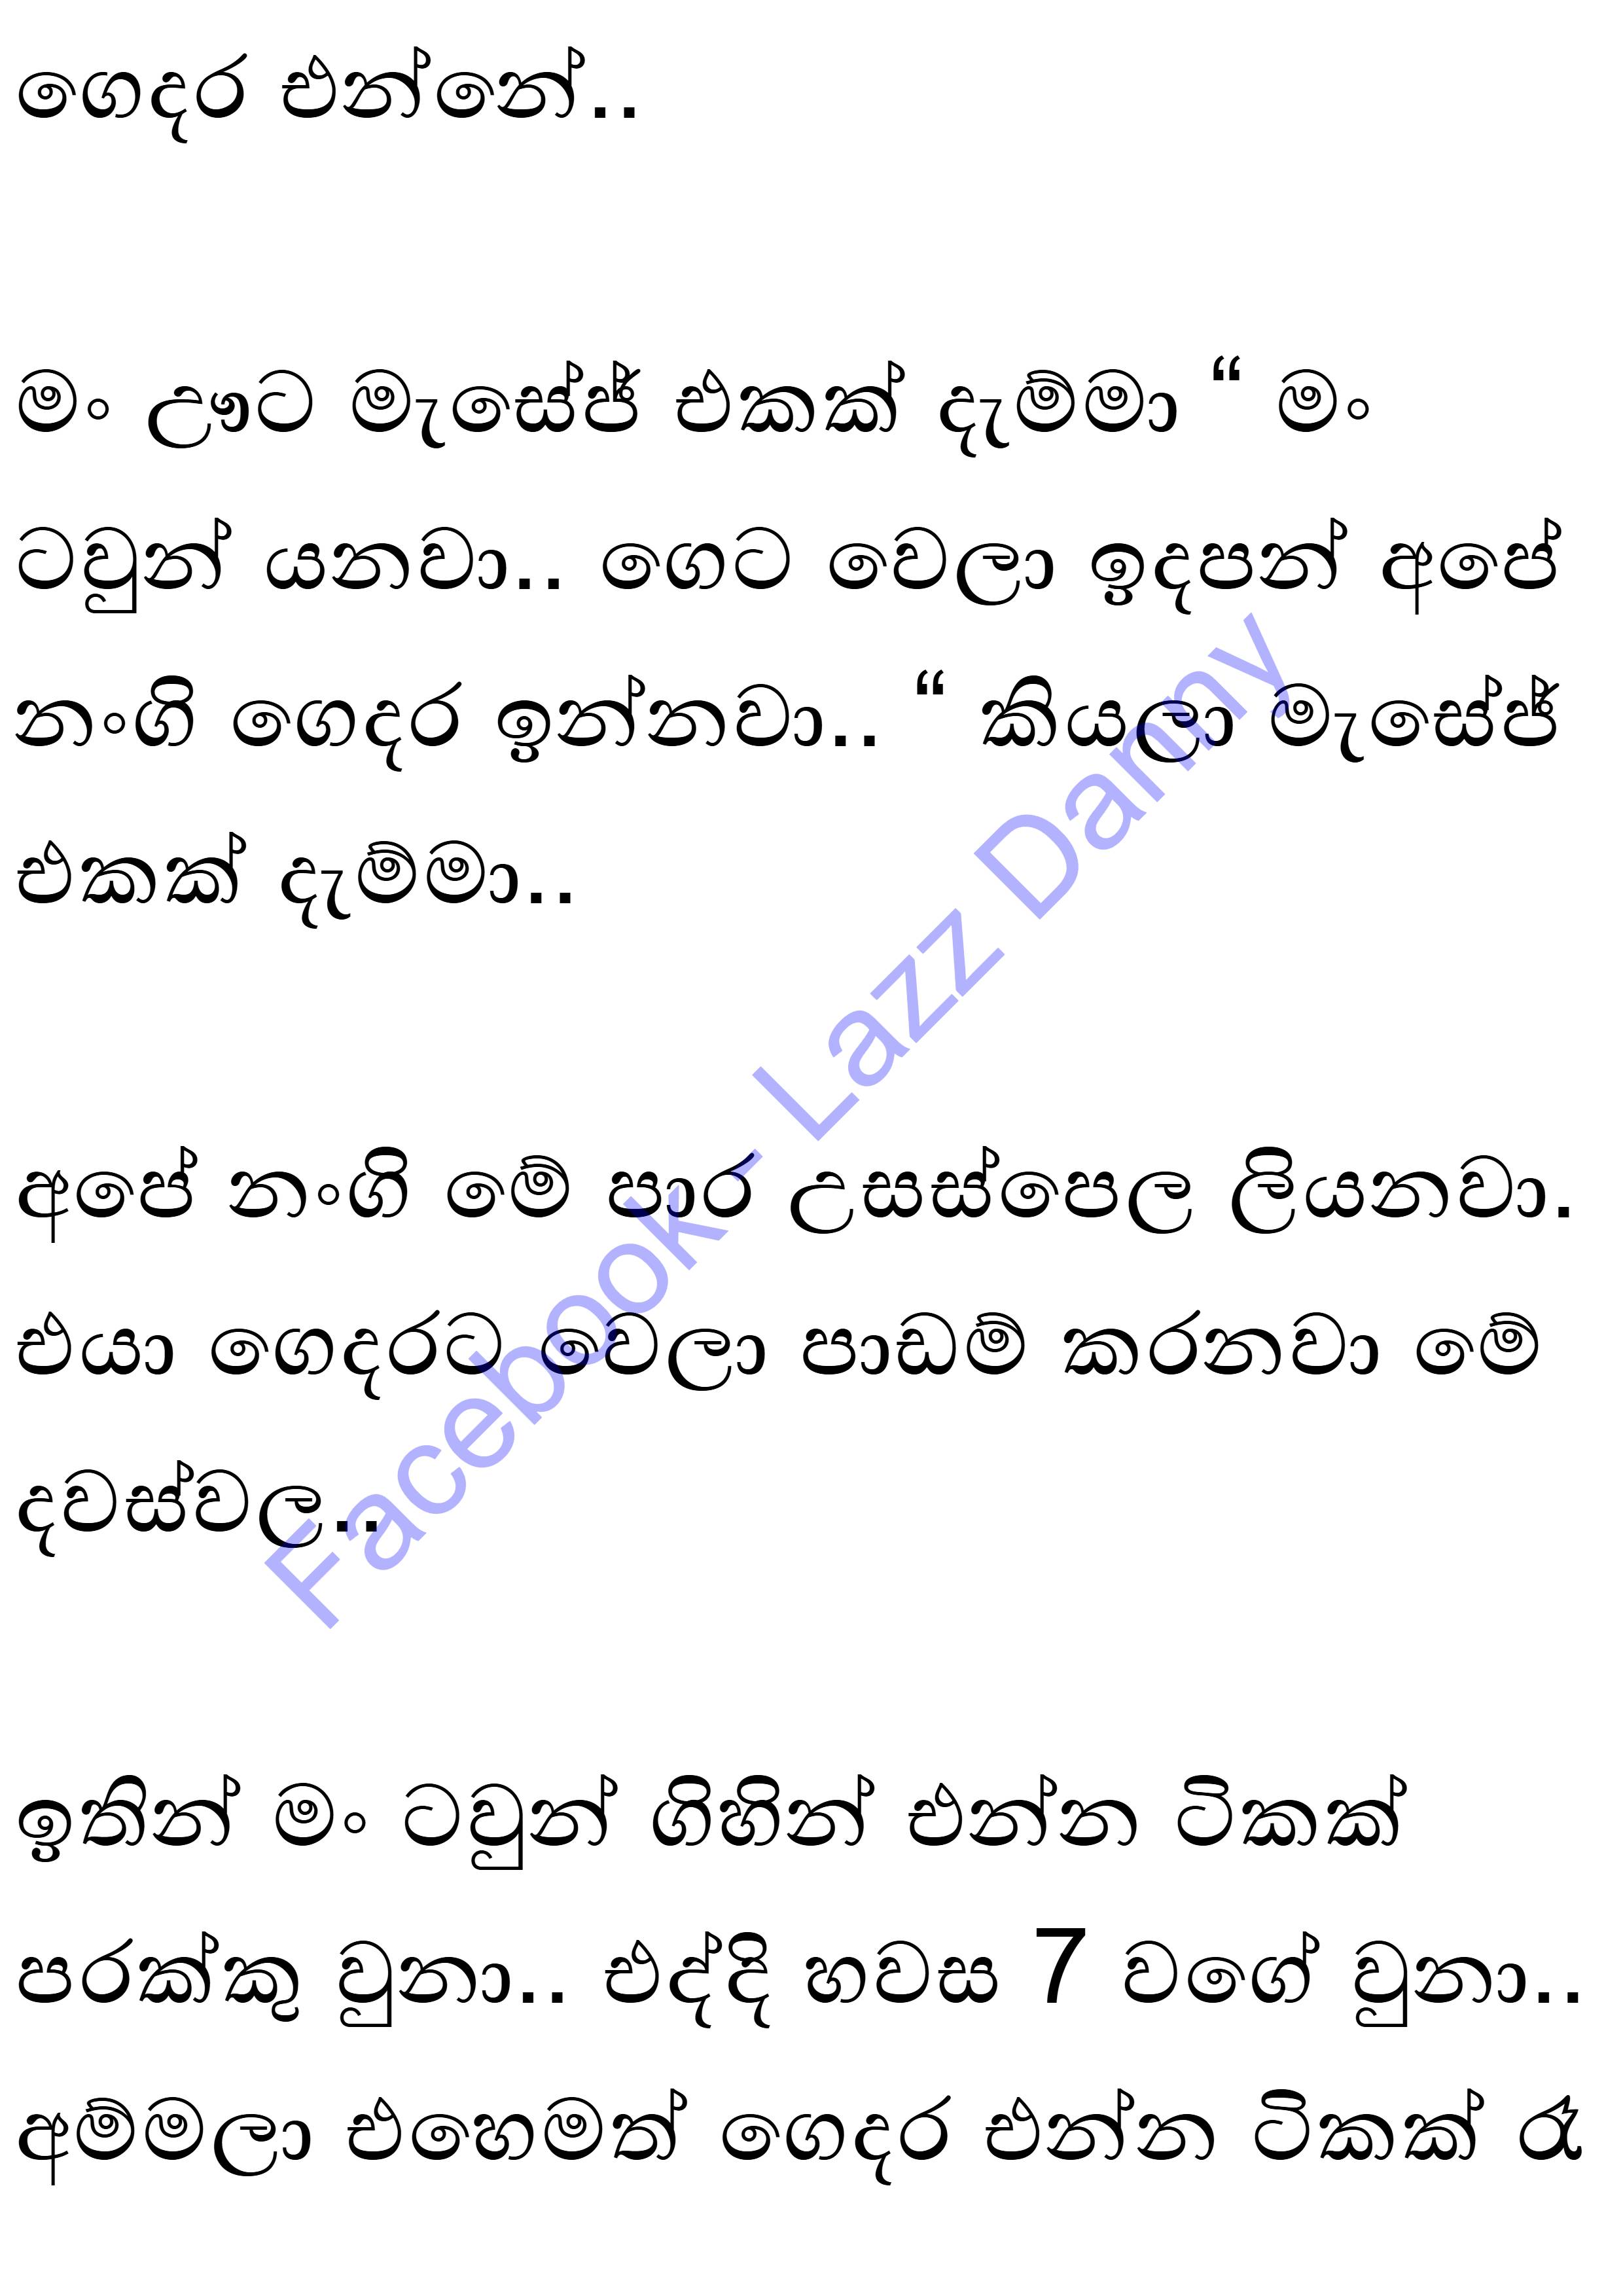 ගෙදර එන්නේ..
මං ඌට මැසේජ් එකක් දැම්මා “ මං
ටවුන් යනවා.. ගෙට වෙලා ඉදපන් අපේ
නංගි ගෙදර ඉන්නවා.. “ කියලා මැසේජ්
එකක් දැම්මා..
අපේ නංගි මේ පාර උසස්පෙල ලියනවා.
එයා ගෙදරට වෙලා පාඩම් කරනවා මේ
දවස්වල..
ඉතින් මං ටවුන් ගිහින් එන්න ටිකක්
පරක්කු වුනා.. එද්දි හවස 7 වගේ වුනා..
අම්මලා එහෙමත් ගෙදර එන්න ටිකක් රෑ
Facebook - Lazz Danny